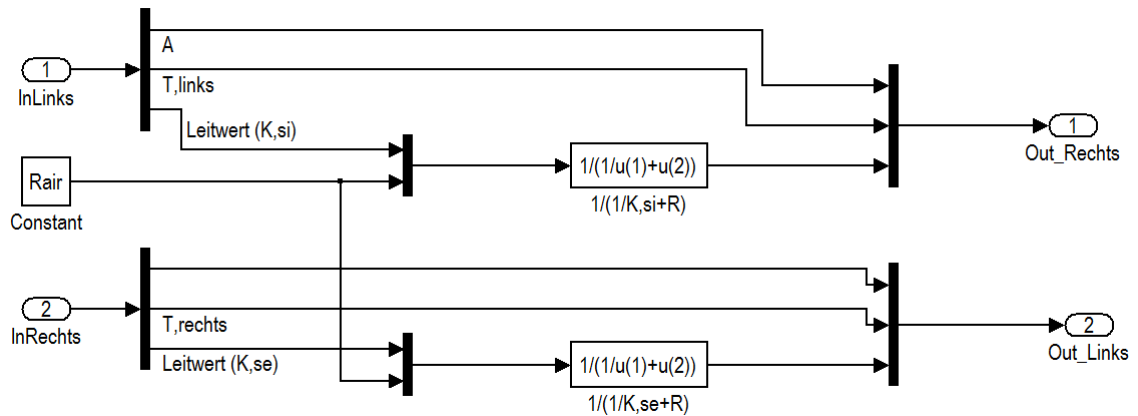 A
1
InLinks
T,links
Leitwert (K,si)
1
Out_Rechts
Rair
Constant
1/(1/u(1)+u(2))
1/(1/K,si+R)
2
InRechts
T,rechts
Leitwert (K,se)
1/(1/u(1)+u(2))
1/(1/K,se+R)
2
Out_Links